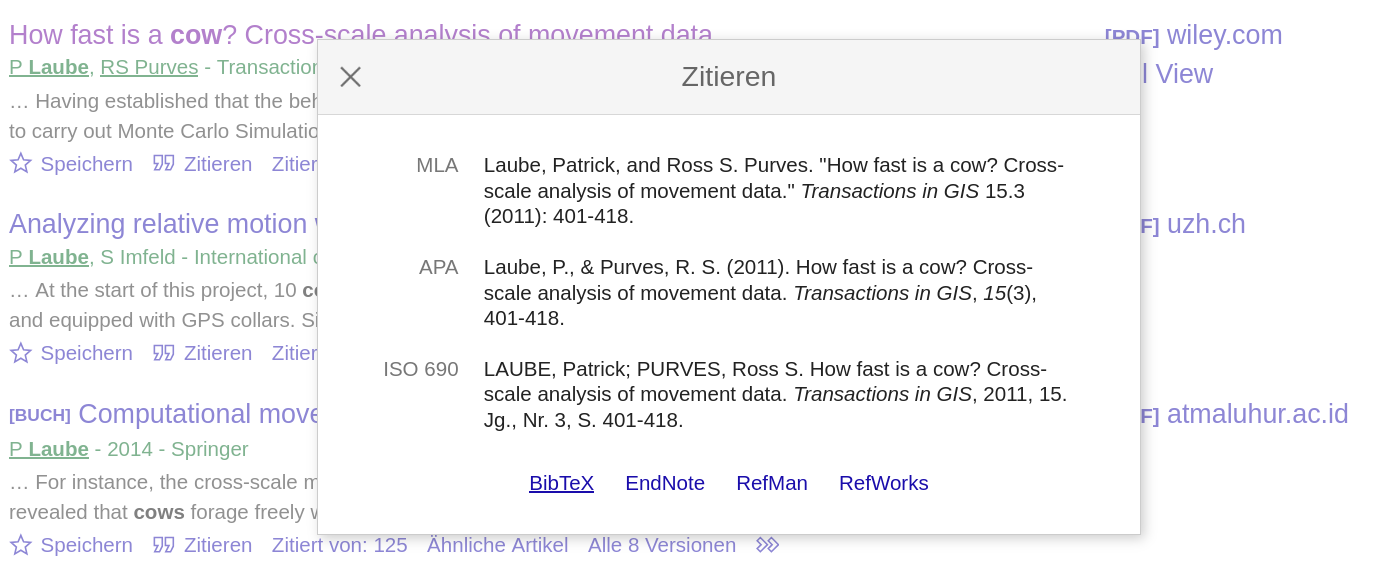 How fast is a cow? Cross-scale analysis of movement data
[PDF] wiley.com
P Laube, RS Purves - Transaction
l View
… Having established that the beh
to carry out Monte Carlo Simulatio
Speichern Zitieren Zitier
Analyzing relative motion w
F] uzh.ch
P Laube, S Imfeld - International c
… At the start of this project, 10 co
and equipped with GPS collars. Si
Speichern Zitieren Zitier
[BUCH] Computational move
F] atmaluhur.ac.id
P Laube - 2014 - Springer
… For instance, the cross-scale m
revealed that cows forage freely w
Speichern Zitieren Zitiert von: 125 Ähnliche Artikel Alle 8 Versionen
Zitieren
MLA Laube, Patrick, and Ross S. Purves. "How fast is a cow? Cross-
scale analysis of movement data." Transactions in GIS 15.3
(2011): 401-418.
APA Laube, P., & Purves, R. S. (2011). How fast is a cow? Cross-
scale analysis of movement data. Transactions in GIS, 15(3),
401-418.
ISO 690 LAUBE, Patrick; PURVES, Ross S. How fast is a cow? Cross-
scale analysis of movement data. Transactions in GIS, 2011, 15.
Jg., Nr. 3, S. 401-418.
BibTeX EndNote RefMan RefWorks